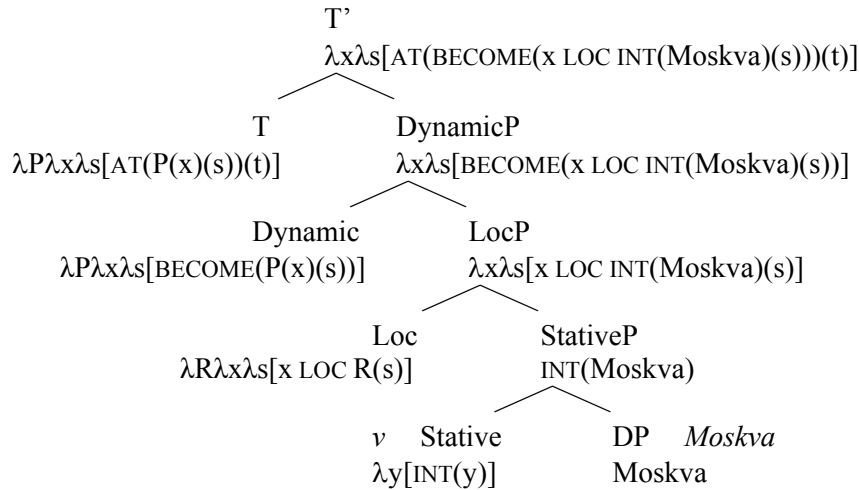 T’
λxλs[AT(BECOME(x LOC INT(Moskva)(s)))(t)]
T DynamicP
λPλxλs[AT(P(x)(s))(t)] λxλs[BECOME(x LOC INT(Moskva)(s))]
Dynamic LocP
λPλxλs[BECOME(P(x)(s))] λxλs[x LOC INT(Moskva)(s)]
Loc StativeP
λRλxλs[x LOC R(s)] INT(Moskva)
v Stative DP Moskva
λy[INT(y)] Moskva